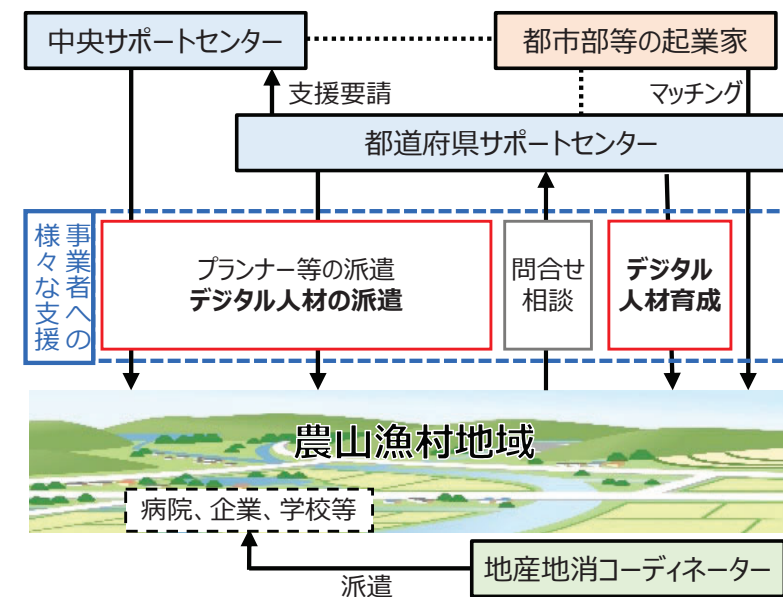 中央サポートセンター
都市部等の起業家
支援要請
マッチング
都道府県サポートセンター
事業者への
様々な支援
プランナー等の派遣
デジタル人材の派遣
問合せ
相談
デジタル
人材育成
農山漁村地域
病院、企業、学校等
地産地消コーディネーター
派遣